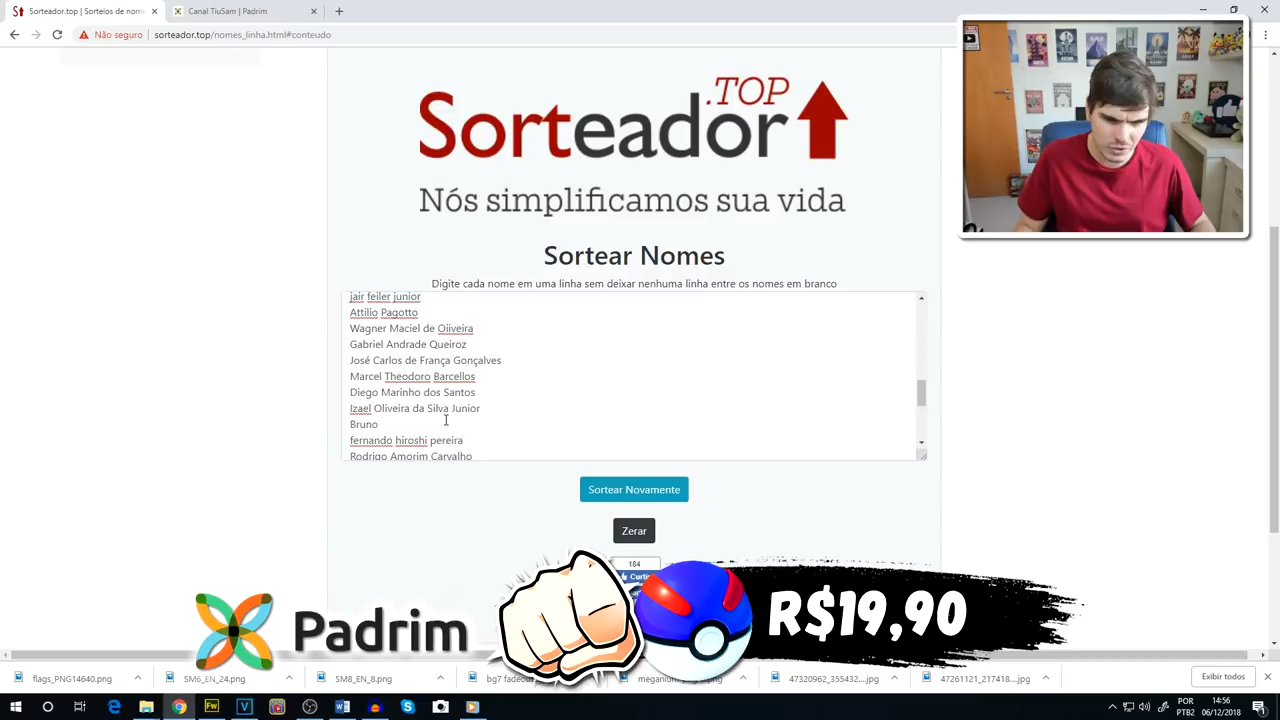 Sorteador.top | Sorteios de nome
Canal TiuSam | Padrim
Não seguro
sorteador.top/nomes_linha.html#conteudo
Sorteador.TOP
Nós simplificamos sua vida
Sortear Nomes
Digite cada nome em uma linha sem deixar nenhuma linha entre os nomes em branco
jair feiler junior
Attilio Pagotto
Wagner Maciel de Oiiveira
Gabriel Andrade Queiroz
José Carlos de França Gonçalves
Marcel Theodoro Barcellos
Diego Marinho dos Santos
Izael Oliveira da Silva Junior
Bruno
fernando hiroshi pereira
Rodrigo Amorim Carvalho
Sortear Novamente
Zerar
184
Curti
Padrim
R$19,90
flags_PNG14640.png
SM8_EN_8.png
47320962_355432....jpg
47261121_217418....jpg
Exibir todos
POR
PTB2
14:56
06/12/2018